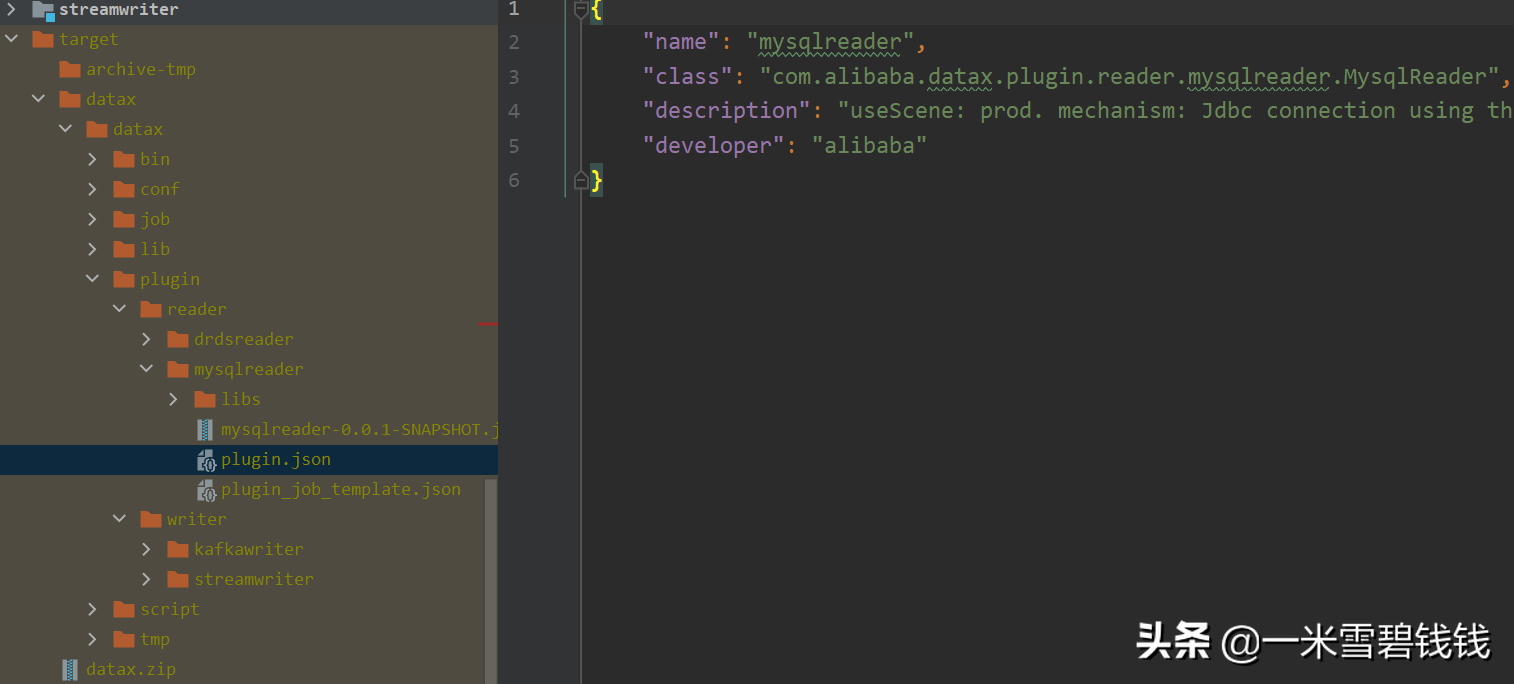 streamwriter
target
archive-tmp
datax
datax
bin
conf
job
lib
plugin
reader
drdsreader
mysqlreader
libs
mysqlreader-0.0.1-SNAPSHOT.j
plugin.json
plugin_job_template.json
writer
kafkawriter
streamwriter
script
tmp
datax.zip
1 {
2 "name": "mysqlreader",
3 "class": "com.alibaba.datax.plugin.reader.mysqlreader.MysqlReader",
4 "description": "useScene: prod. mechanism: Jdbc connection using th
5 "developer": "alibaba"
6 }
头条 @一米雪碧钱钱